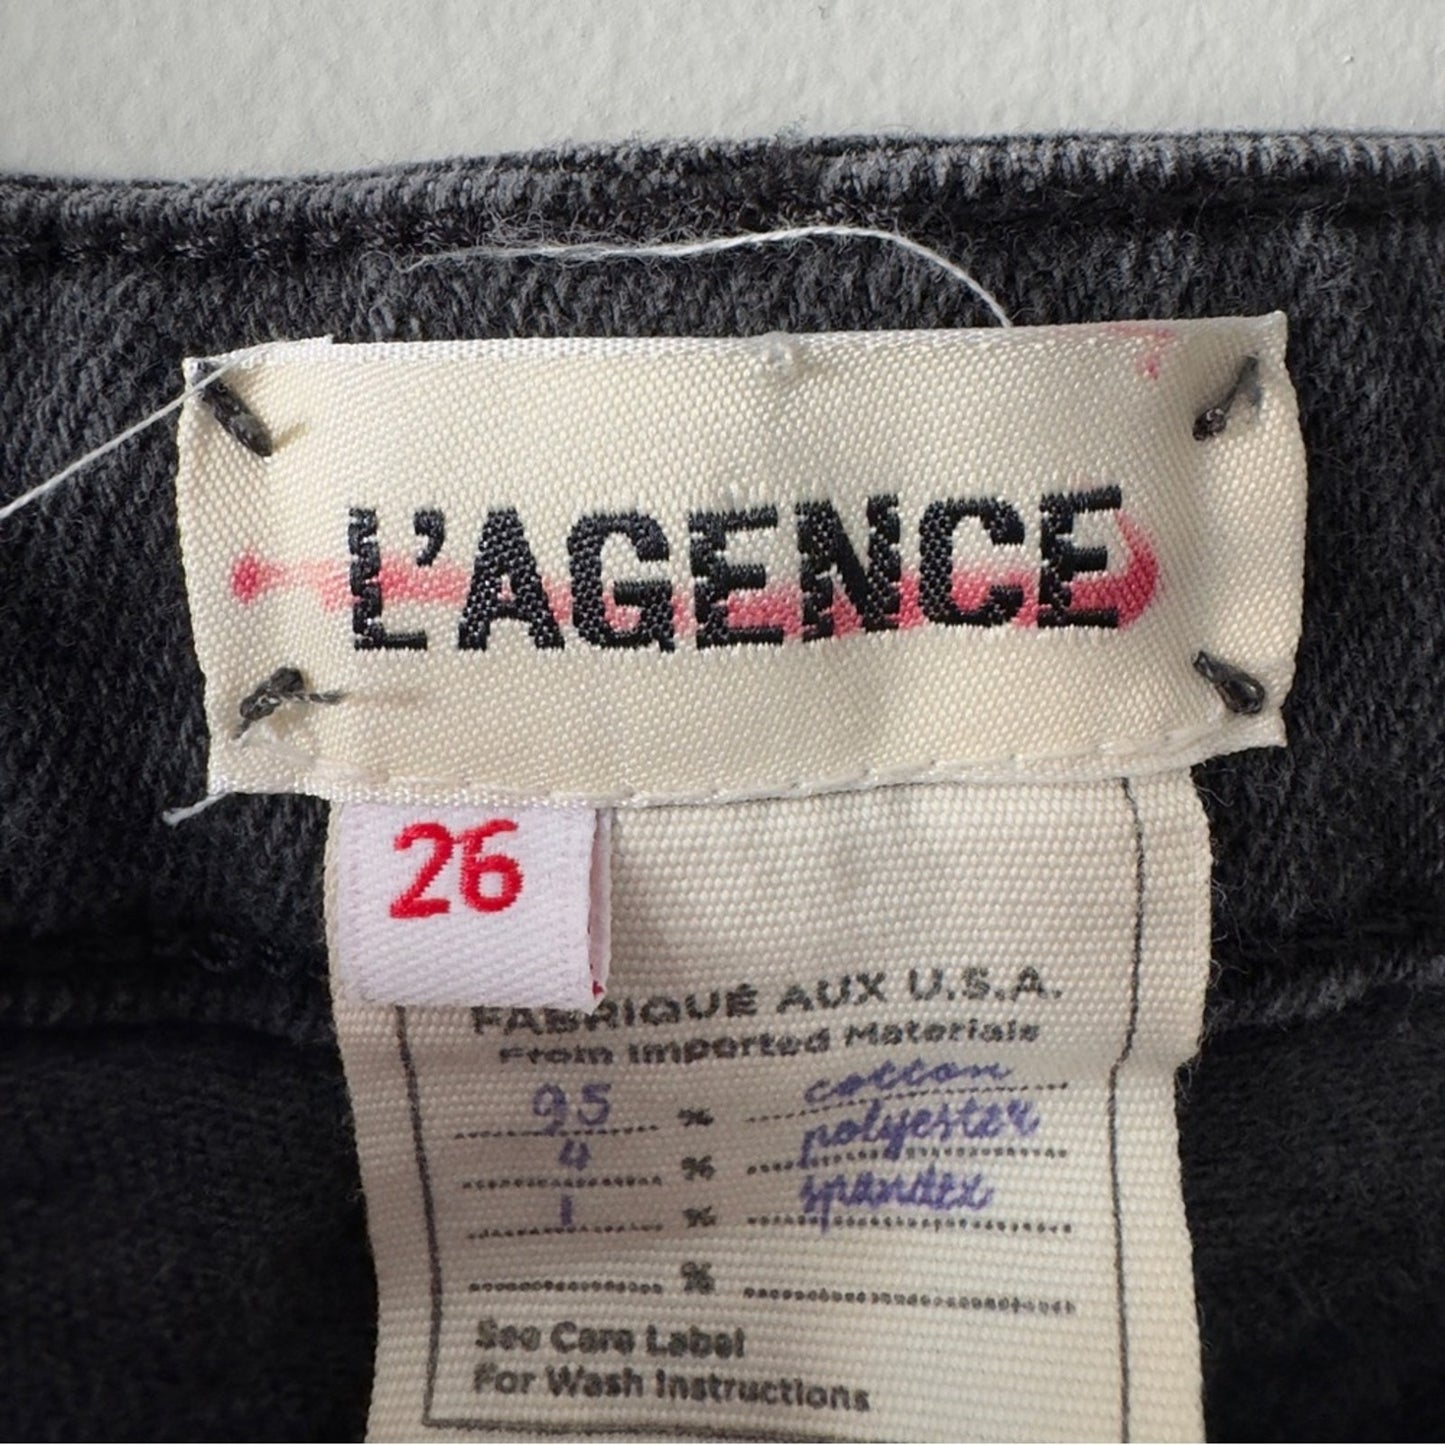 L'AGENCE
26
FABRIQUÉ AUX U.S.A.
From Imported Materials
95 % cotton
4 % polyester
1 % spandex
%
See Care Label
For Wash Instructions